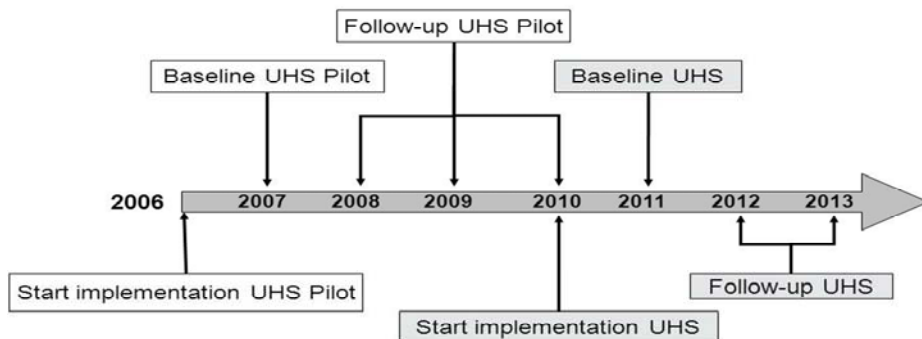 Follow-up UHS Pilot
Baseline UHS Pilot
Baseline UHS
2006
2007
2008
2009
2010
2011
2012
2013
Start implementation UHS Pilot
Follow-up UHS
Start implementation UHS